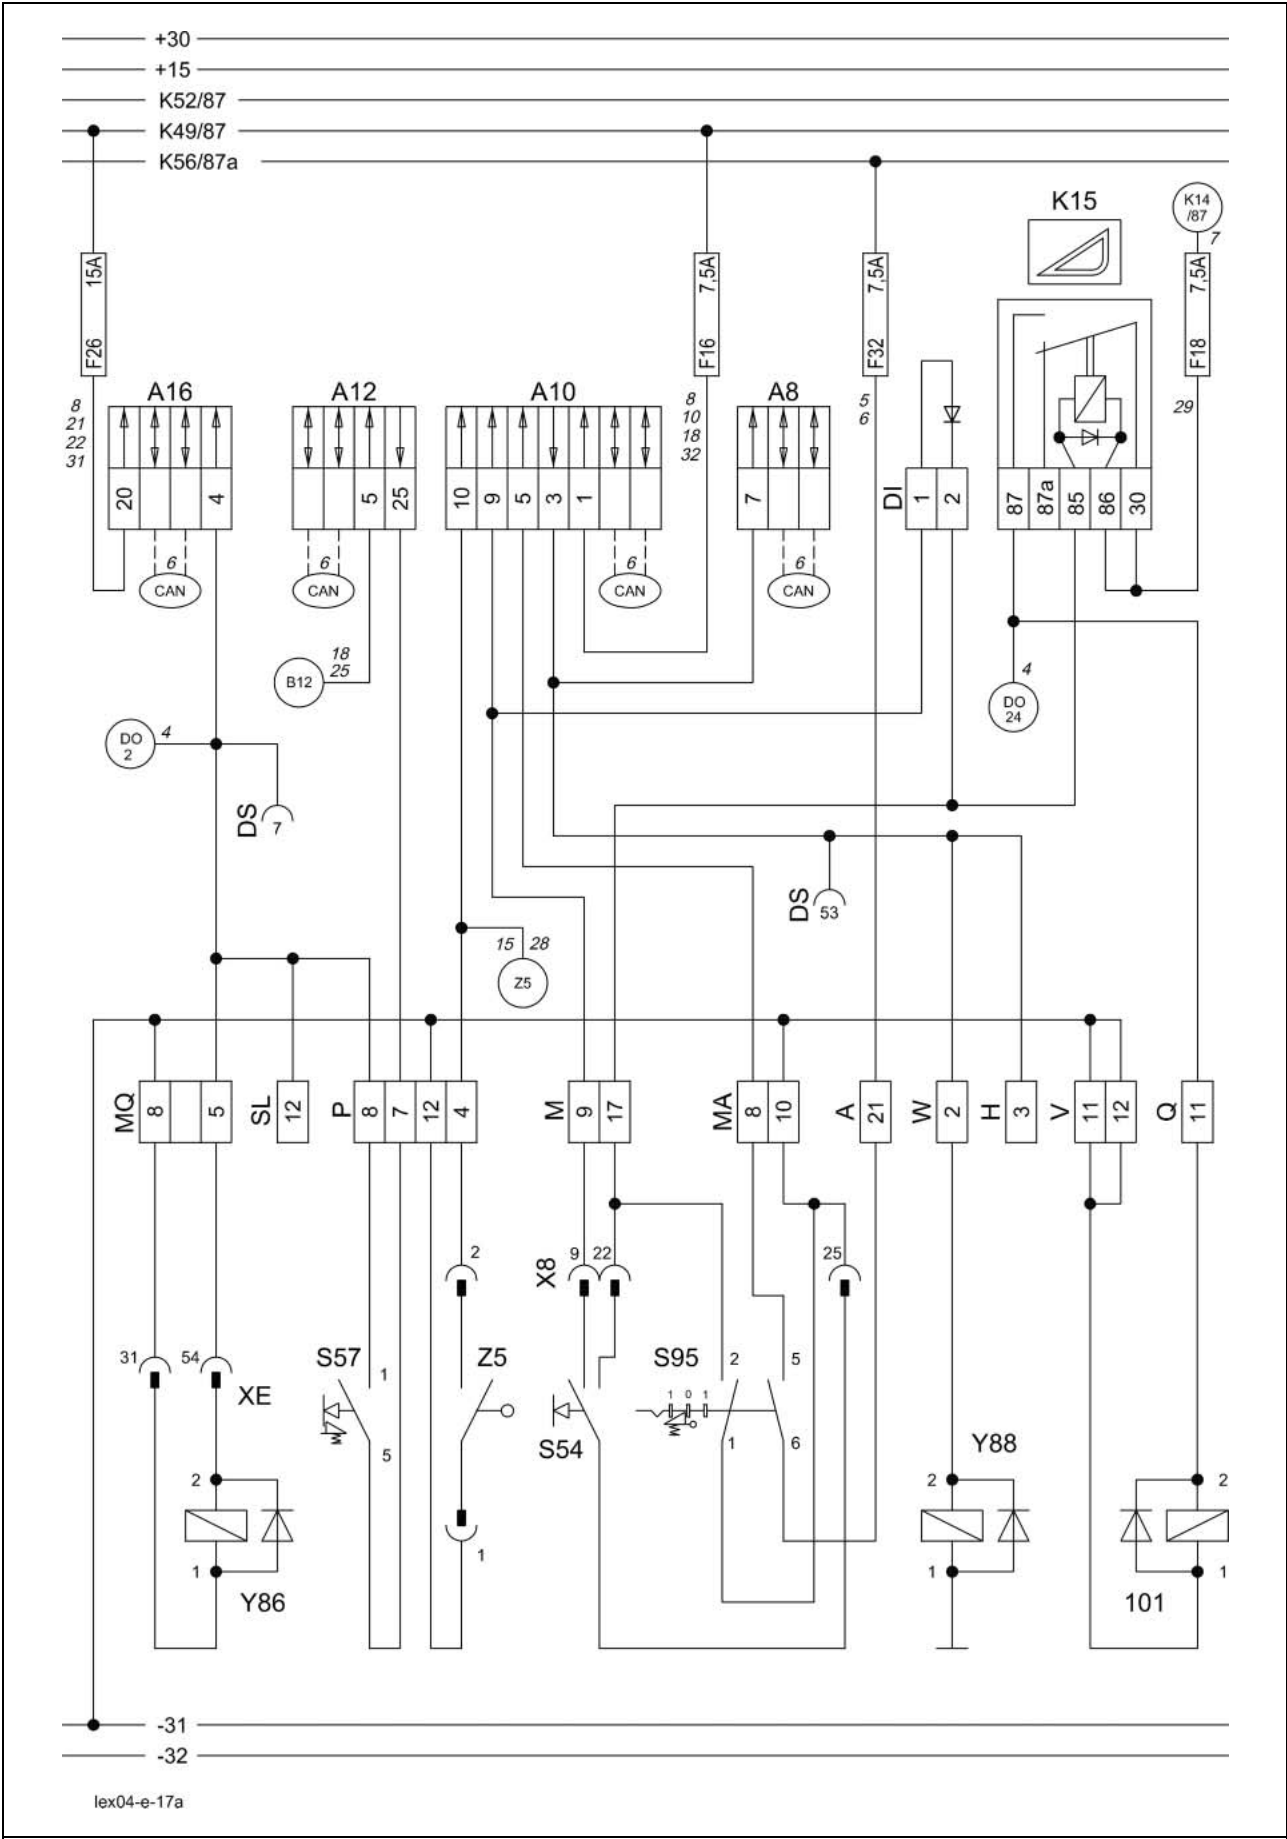 +30
+15
K52/87
K49/87
K56/87a
K15
K14
/87
7
15A
F26
7,5A
F16
7,5A
F32
7,5A
F18
8
21
22
31
A16
A12
A10
8
10
18
32
A8
5
6
29
20
4
5
25
10
9
5
3
1
7
DI
1
2
87
87a
85
86
30
6
CAN
6
CAN
6
CAN
6
CAN
B12
18
25
DO
2
4
DS
7
4
DO
24
DS
53
15
28
Z5
MQ
8
5
SL
12
P
8
7
12
4
M
9
17
MA
8
10
A
21
W
2
H
3
V
11
12
Q
11
2
X8
9
22
25
31
54
XE
S57
1
5
Z5
1
S54
S95
1
0
1
2
1
5
6
Y88
2
1
2
1
Y86
2
1
101
-31
-32
lex04-e-17a